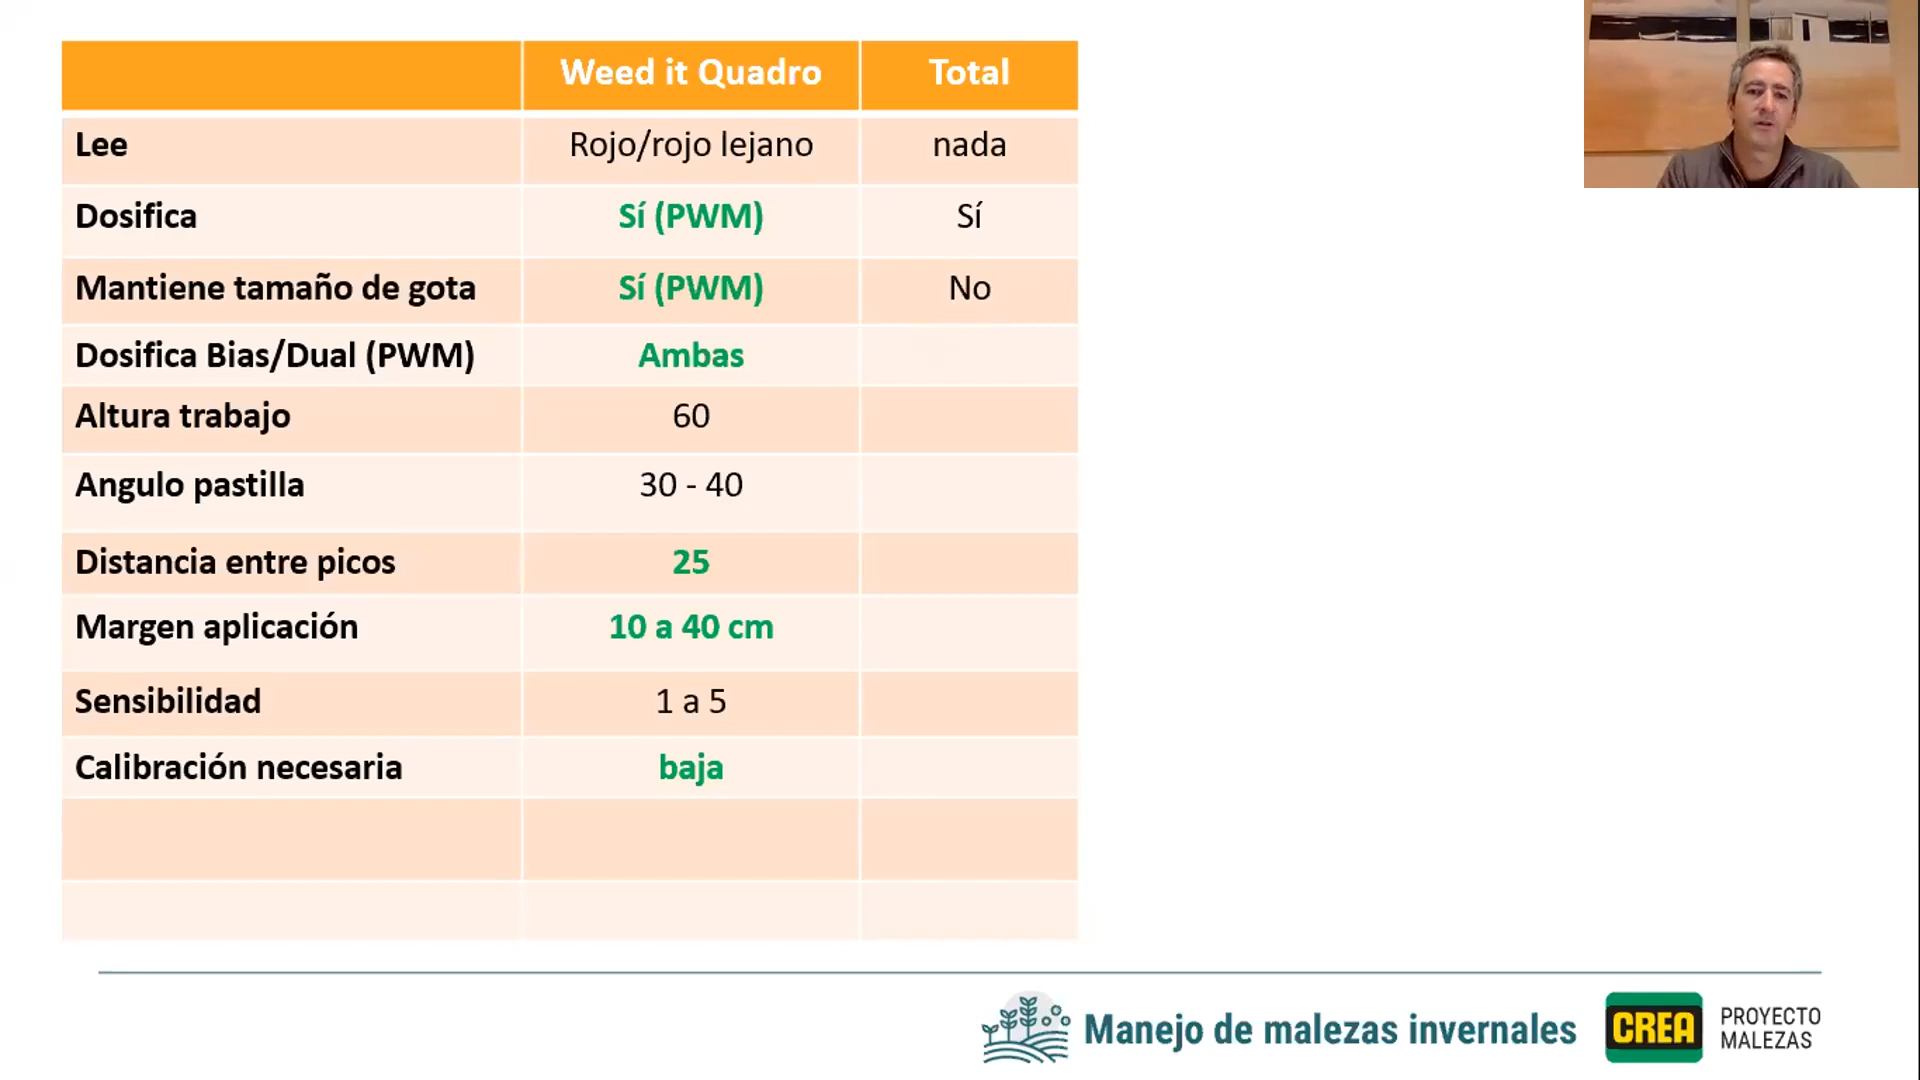 Weed it Quadro Total
Lee Rojo/rojo lejano nada
Dosifica Sí (PWM) Sí
Mantiene tamaño de gota Sí (PWM) No
Dosifica Bias/Dual (PWM) Ambas
Altura trabajo 60
Angulo pastilla 30 - 40
Distancia entre picos 25
Margen aplicación 10 a 40 cm
Sensibilidad 1 a 5
Calibración necesaria baja
Manejo de malezas invernales
CREA
PROYECTO
MALEZAS